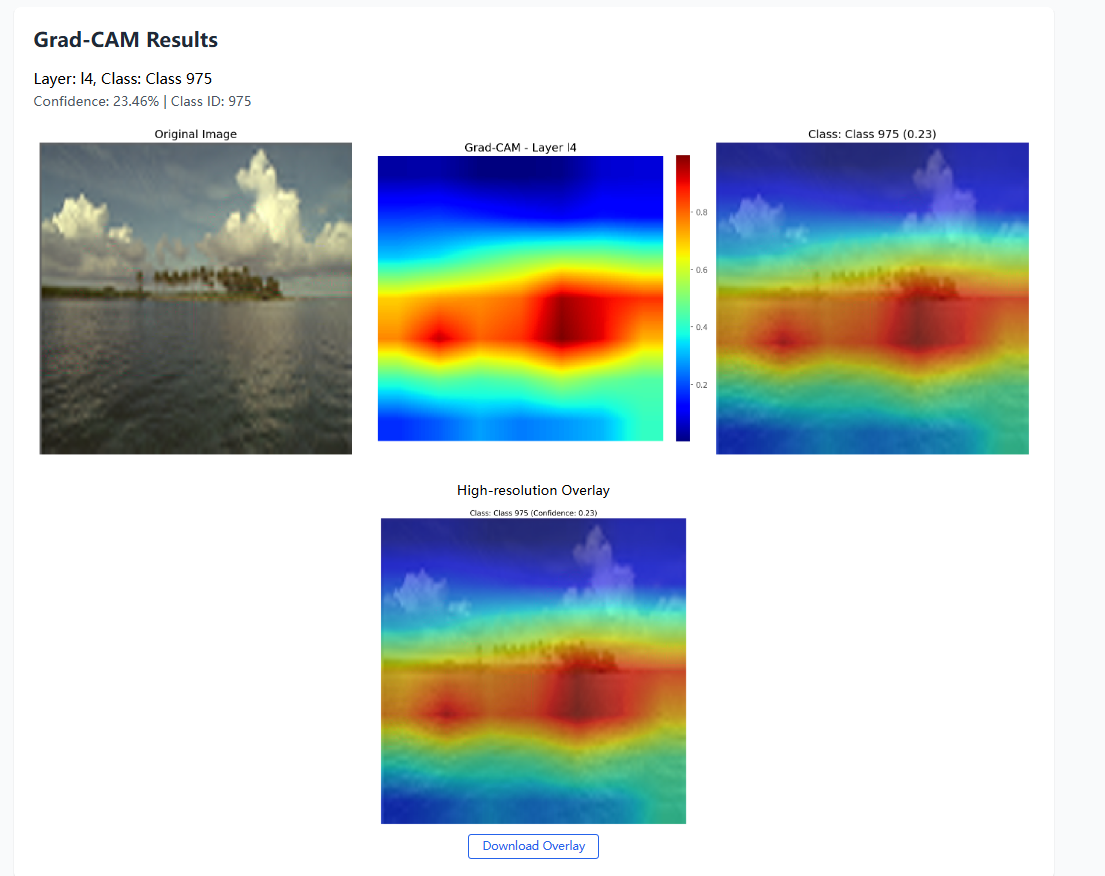 Grad-CAM Results
Layer: l4, Class: Class 975
Confidence: 23.46% | Class ID: 975
Original Image
Grad-CAM - Layer l4
Class: Class 975 (0.23)
0.8
0.6
0.4
0.2
High-resolution Overlay
Class: Class 975 (Confidence: 0.23)
Download Overlay